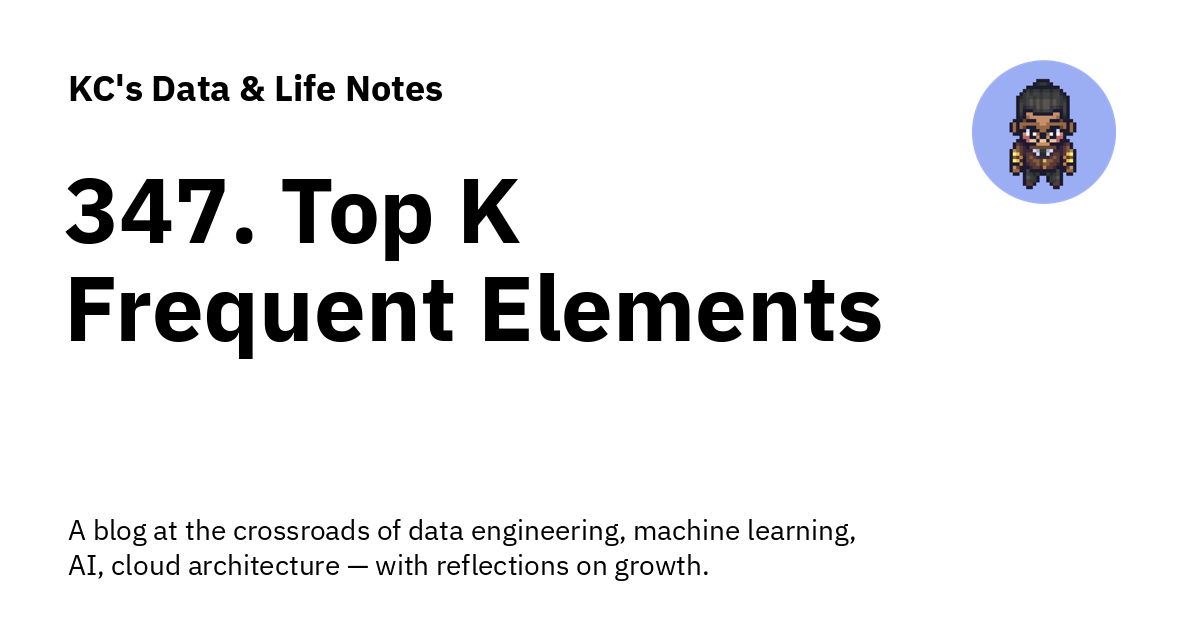 KC's Data & Life Notes
347. Top K
Frequent Elements
A blog at the crossroads of data engineering, machine learning,
AI, cloud architecture — with reflections on growth.